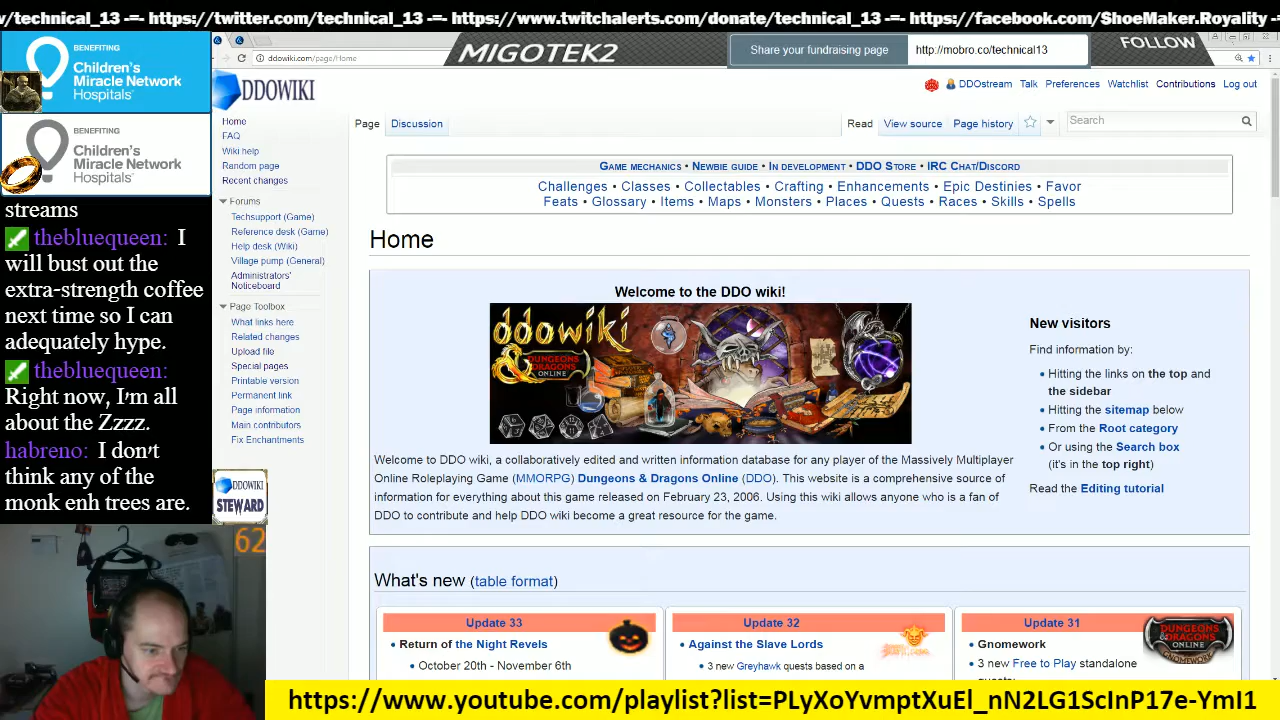 v/technical_13 -=- https://twitter.com/technical_13 -=- https://www.twitchalerts.com/donate/technical_13 -=- https://facebook.com/ShoeMaker.Royality -=-
BENEFITING
Children's
Miracle Network
Hospitals
BENEFITING
Children's
Miracle Network
Hospitals
streams
thebluequeen: I
will bust out the
extra-strength coffee
next time so I can
adequately hype.
thebluequeen:
Right now, I'm all
about the Zzzz.
habreno: I don't
think any of the
monk enh trees are.
62
ddowiki.com/page/Home
MIGOTEK2
Share your fundraising page
http://mobro.co/technical13
FOLLOW
DDOWIKI
Home
FAQ
Wiki help
Random page
Recent changes
Forums
Techsupport (Game)
Reference desk (Game)
Help desk (Wiki)
Village pump (General)
Administrators'
Noticeboard
Page Toolbox
What links here
Related changes
Upload file
Special pages
Printable version
Permanent link
Page information
Main contributors
Fix Enchantments
DDOWIKI
STEWARD
DDOstream Talk Preferences Watchlist Contributions Log out
Page Discussion
Read View source Page history
Search
Game mechanics • Newbie guide • In development • DDO Store • IRC Chat/Discord
Challenges • Classes • Collectables • Crafting • Enhancements • Epic Destinies • Favor
Feats • Glossary • Items • Maps • Monsters • Places • Quests • Races • Skills • Spells
Home
Welcome to the DDO wiki!
ddowiki
DUNGEONS & DRAGONS
ONLINE
Welcome to DDO wiki, a collaboratively edited and written information database for any player of the Massively Multiplayer
Online Roleplaying Game (MMORPG) Dungeons & Dragons Online (DDO). This website is a comprehensive source of
information for everything about this game released on February 23, 2006. Using this wiki allows anyone who is a fan of
DDO to contribute and help DDO wiki become a great resource for the game.
New visitors
Find information by:
• Hitting the links on the top and
the sidebar
• Hitting the sitemap below
• From the Root category
• Or using the Search box
(it's in the top right)
Read the Editing tutorial
What's new (table format)
Update 33
• Return of the Night Revels
• October 20th - November 6th
Update 32
• Against the Slave Lords
• 3 new Greyhawk quests based on a
Update 31
• Gnomework
• 3 new Free to Play standalone
DUNGEONS & DRAGONS
ONLINE
https://www.youtube.com/playlist?list=PLyXoYvmptXuEl_nN2LG1ScInP17e-YmI1